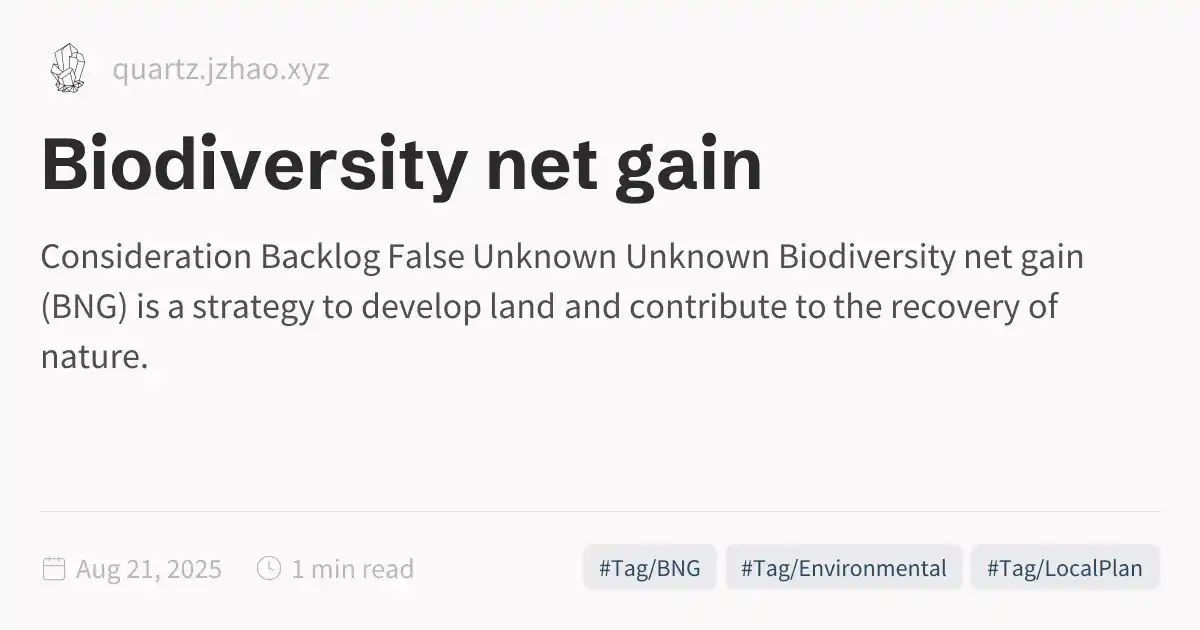 quartz.jzhao.xyz
Biodiversity net gain
Consideration Backlog False Unknown Unknown Biodiversity net gain
(BNG) is a strategy to develop land and contribute to the recovery of
nature.
Aug 21, 2025 1 min read #Tag/BNG #Tag/Environmental #Tag/LocalPlan